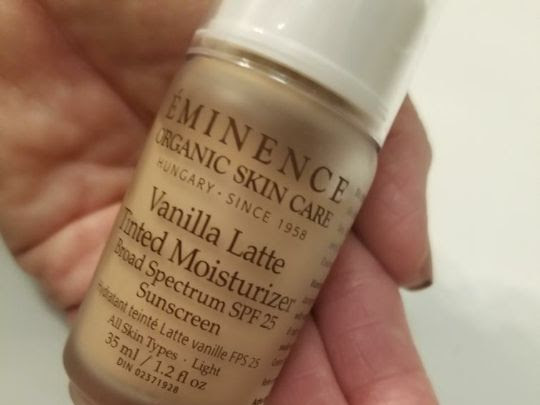 ÉMINENCE
ORGANIC SKIN CARE
HUNGARY · SINCE 1958
Vanilla Latte
Tinted Moisturizer
Broad Spectrum SPF 25
Sunscreen
Hydratant teinté Latte vanille FPS 25
All Skin Types · Light
35 ml / 1.2 fl oz
DIN 02371928